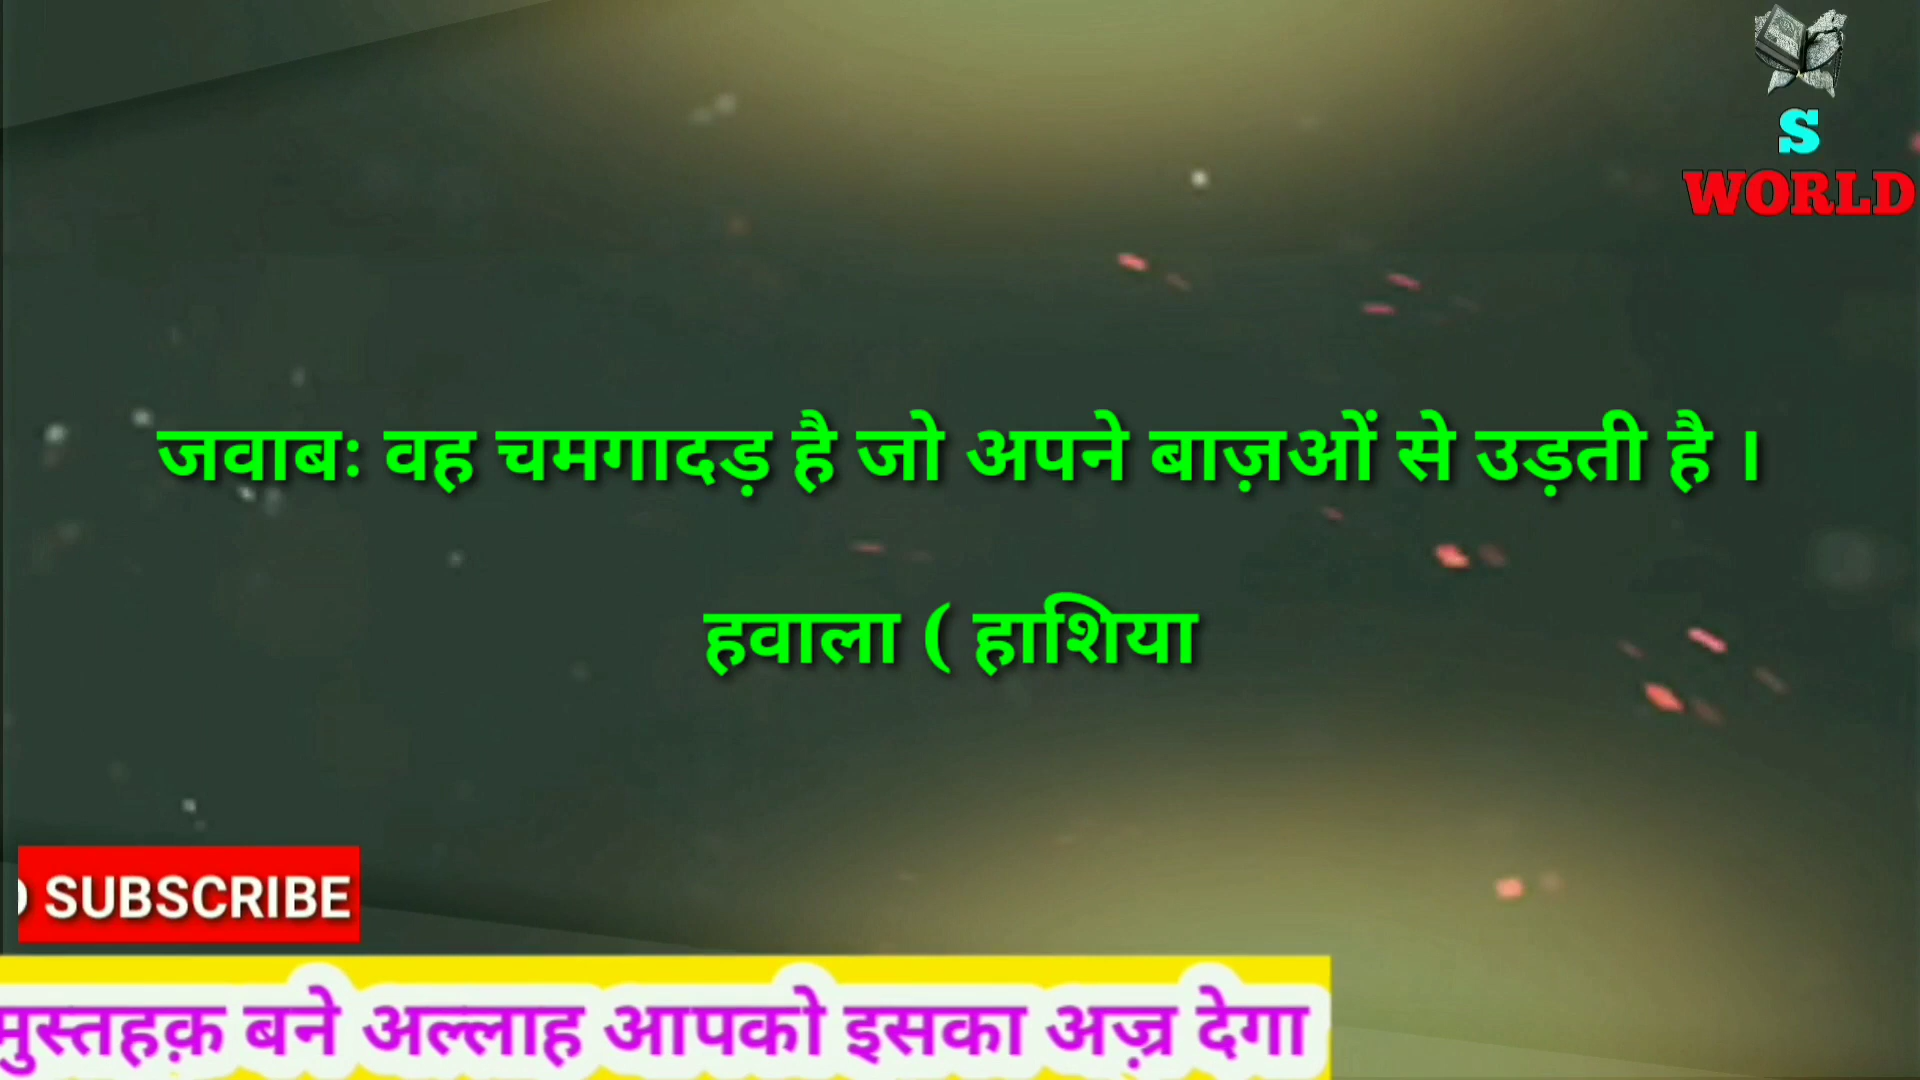 S
WORLD
जवाबः वह चमगादड़ है जो अपने बाज़ओं से उड़ती है ।
हवाला ( हाशिया
SUBSCRIBE
मुस्तहक़ बने अल्लाह आपको इसका अज्र देगा